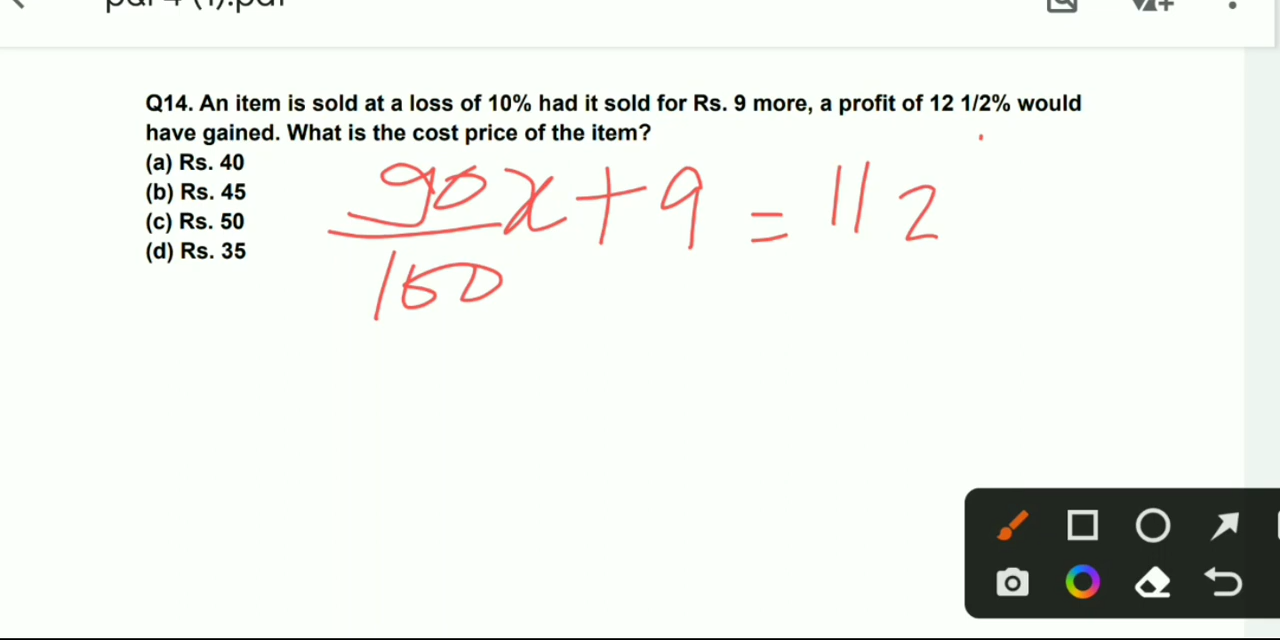 Q14. An item is sold at a loss of 10% had it sold for Rs. 9 more, a profit of 12 1/2% would
have gained. What is the cost price of the item?
(a) Rs. 40
(b) Rs. 45
(c) Rs. 50
(d) Rs. 35
90/100 x + 9 = 112